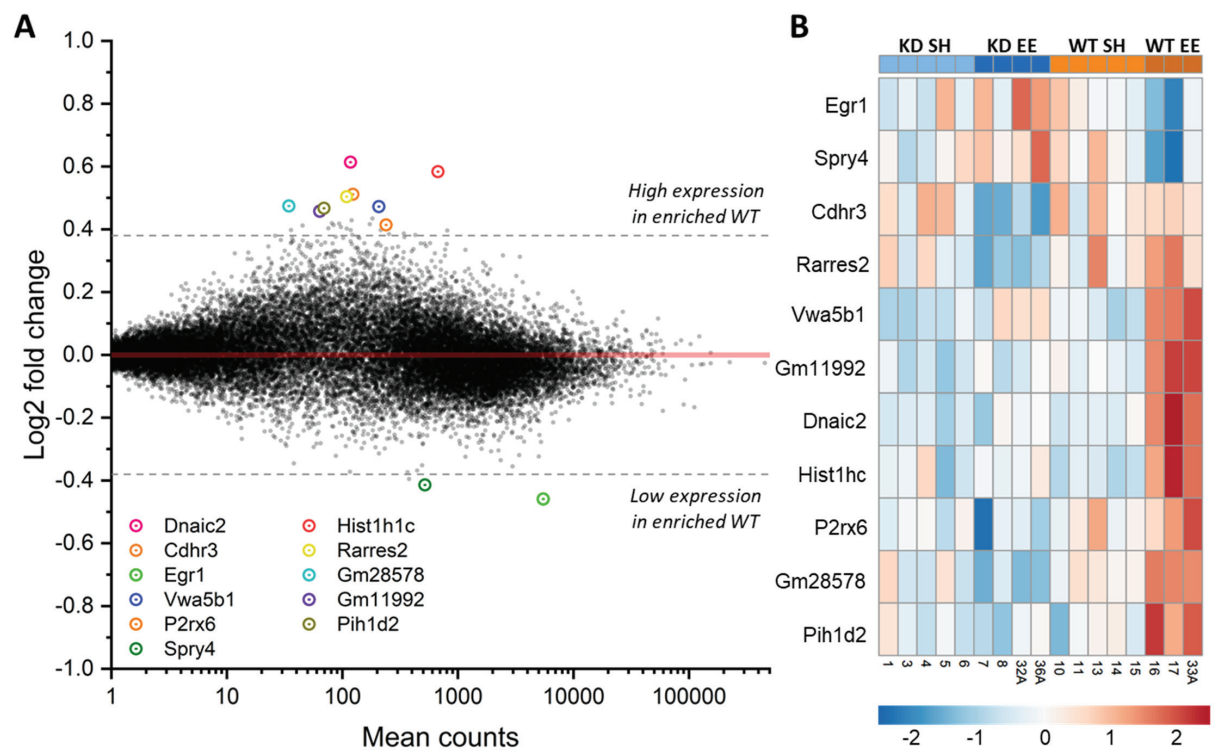 A
1.0
0.8
0.6
0.4
0.2
0.0
-0.2
-0.4
-0.6
-0.8
-1.0
Log2 fold change
High expression
in enriched WT
Low expression
in enriched WT
Dnaic2
Cdhr3
Egr1
Vwa5b1
P2rx6
Spry4
Hist1h1c
Rarres2
Gm28578
Gm11992
Pih1d2
1 10 100 1000 10000 100000
Mean counts
B
KD SH KD EE WT SH WT EE
Egr1
Spry4
Cdhr3
Rarres2
Vwa5b1
Gm11992
Dnaic2
Hist1hc
P2rx6
Gm28578
Pih1d2
1 3 4 5 6 7 8 32A 36A 10 11 13 14 15 16 17 33A
-2 -1 0 1 2